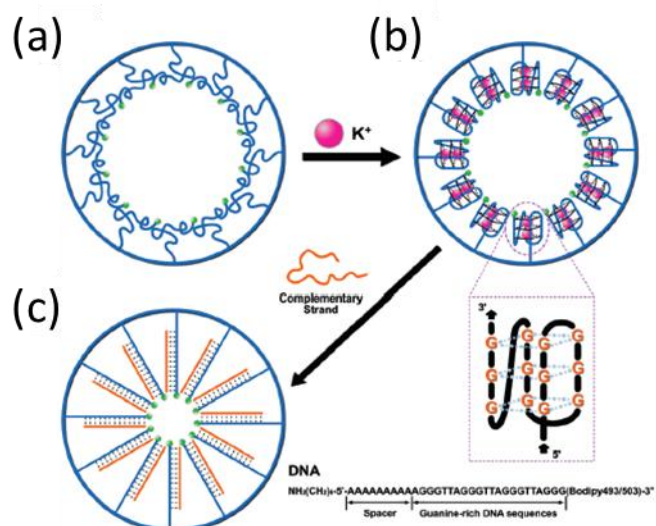 (a)
(b)
K⁺
Complementary
Strand
(c)
3'
G G G G
G G G G
G G G G
5'
DNA
NH₂(CH₂)₆-5'-AAAAAAAAAAGGGTTAGGGTTAGGGTTAGGG(Bodipy493/503)-3'
Spacer Guanine-rich DNA sequences